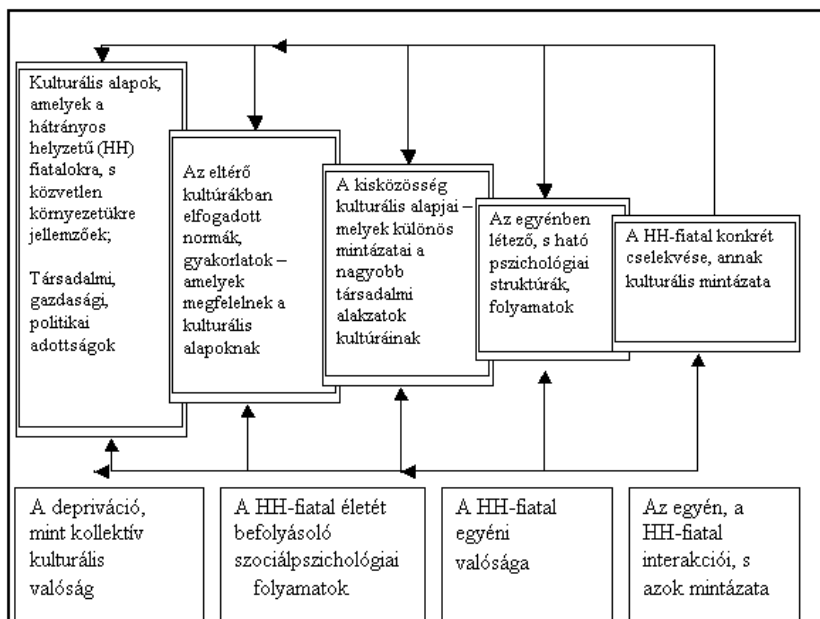 Kulturális alapok,
amelyek a
hátrányos
helyzetű (HH)
fiatalokra, s
közvetlen
környezetükre
jellemzőek;
Társadalmi,
gazdasági,
politikai
adottságok
Az eltérő
kultúrákban
elfogadott
normák,
gyakorlatok –
amelyek
megfelelnek a
kulturális
alapoknak
A kisközösség
kulturális alapjai –
melyek különös
mintázatai a
nagyobb
társadalmi
alakzatok
kultúráinak
Az egyénben
létező, s ható
pszichológiai
struktúrák,
folyamatok
A HH-fiatal konkrét
cselekvése, annak
kulturális mintázata
A depriváció,
mint kollektív
kulturális
valóság
A HH-fiatal életét
befolyásoló
szociálpszichológiai
folyamatok
A HH-fiatal
egyéni
valósága
Az egyén, a
HH-fiatal
interakciói, s
azok mintázata